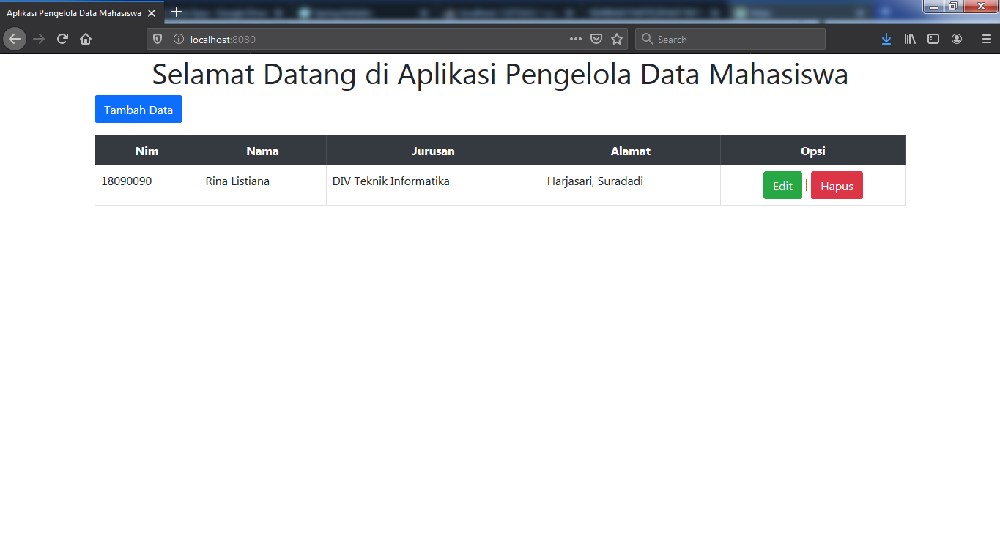 Aplikasi Pengelola Data Mahasiswa
localhost:8080
Search
Selamat Datang di Aplikasi Pengelola Data Mahasiswa
Tambah Data
Nim Nama Jurusan Alamat Opsi
18090090 Rina Listiana DIV Teknik Informatika Harjasari, Suradadi Edit | Hapus